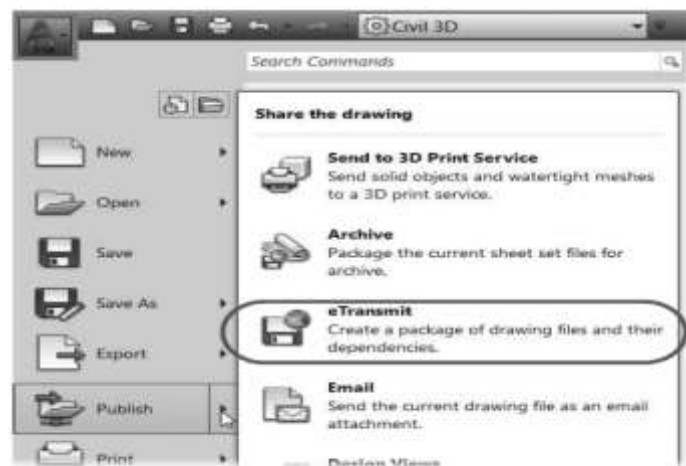 Civil 3D
Search Commands
Share the drawing
New
Open
Save
Save As
Export
Publish
Print
Send to 3D Print Service
Send solid objects and watertight meshes
to a 3D print service.
Archive
Package the current sheet set files for
archive.
eTransmit
Create a package of drawing files and their
dependencies.
Email
Send the current drawing file as an email
attachment.
Design Views